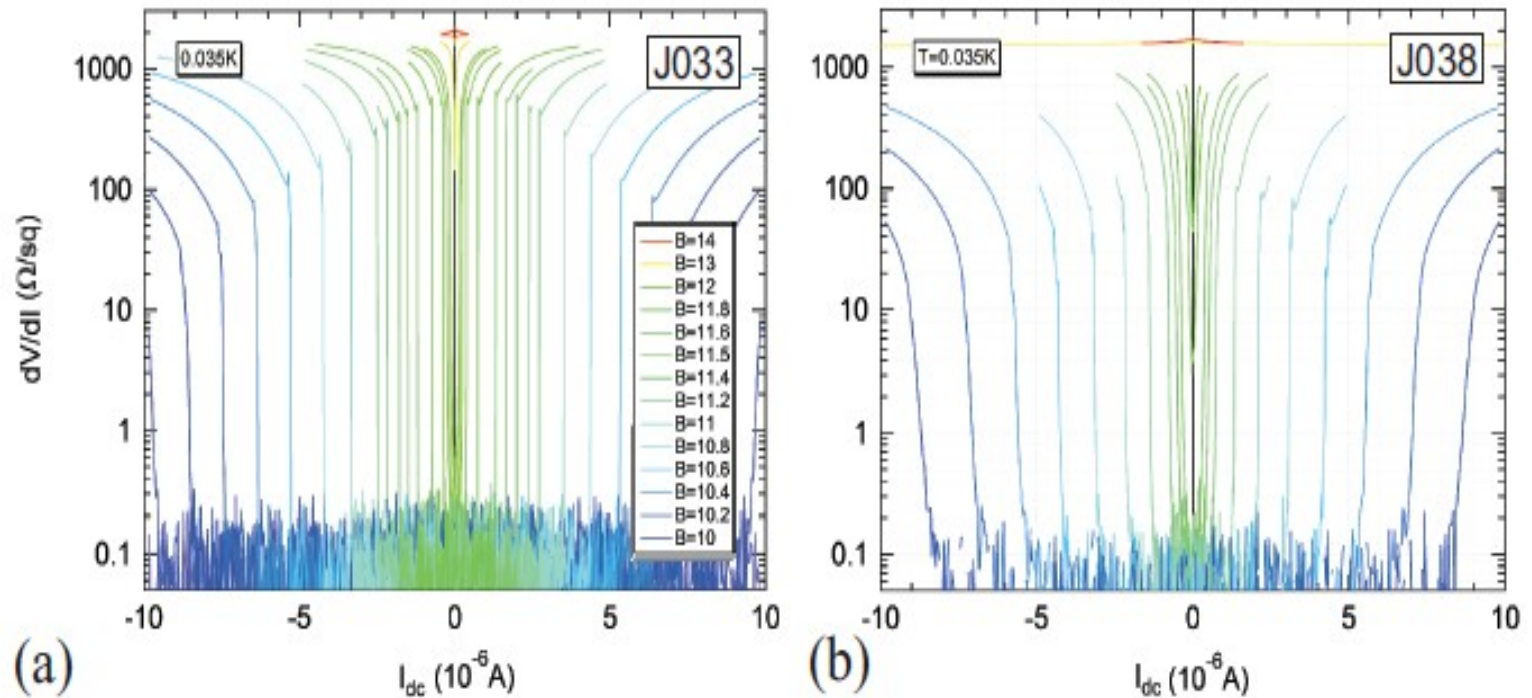 0.035K
J033
1000
100
10
1
0.1
dV/dI (Ω/sq)
B=14
B=13
B=12
B=11.8
B=11.6
B=11.5
B=11.4
B=11.2
B=11
B=10.8
B=10.6
B=10.4
B=10.2
B=10
-10 -5 0 5 10
(a) I_dc (10^-6 A)
T=0.035K
J038
1000
100
10
1
0.1
-10 -5 0 5 10
(b) I_dc (10^-6 A)